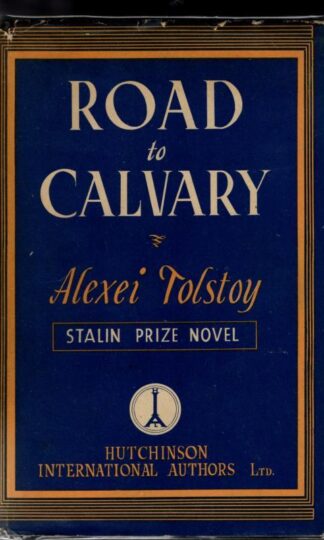 ROAD
to
CALVARY
Alexei Tolstoy
STALIN PRIZE NOVEL
HUTCHINSON
INTERNATIONAL AUTHORS LTD.